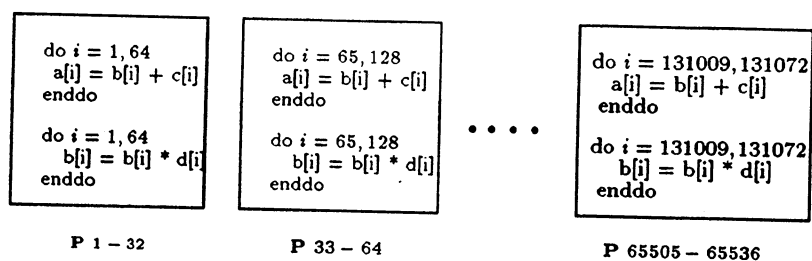 do i = 1, 64
a[i] = b[i] + c[i]
enddo
do i = 1, 64
b[i] = b[i] * d[i]
enddo
P 1 – 32
do i = 65, 128
a[i] = b[i] + c[i]
enddo
do i = 65, 128
b[i] = b[i] * d[i]
enddo
P 33 – 64
• • • •
do i = 131009, 131072
a[i] = b[i] + c[i]
enddo
do i = 131009, 131072
b[i] = b[i] * d[i]
enddo
P 65505 – 65536